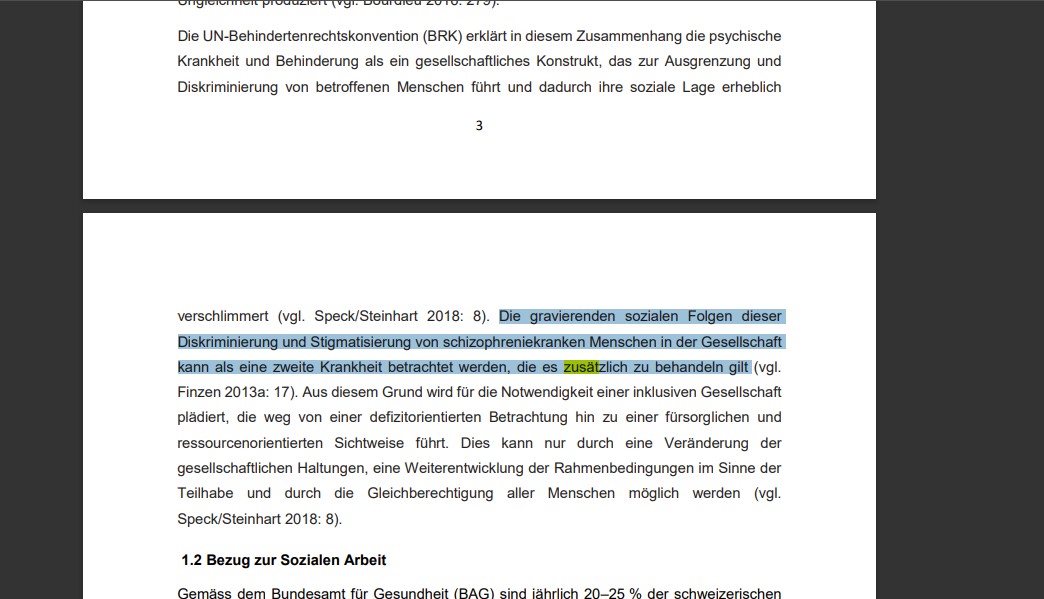 Ungleichheit produziert (vgl. Bourdieu 2016: 279).
Die UN-Behindertenrechtskonvention (BRK) erklärt in diesem Zusammenhang die psychische
Krankheit und Behinderung als ein gesellschaftliches Konstrukt, das zur Ausgrenzung und
Diskriminierung von betroffenen Menschen führt und dadurch ihre soziale Lage erheblich
3
verschlimmert (vgl. Speck/Steinhart 2018: 8). Die gravierenden sozialen Folgen dieser
Diskriminierung und Stigmatisierung von schizophreniekranken Menschen in der Gesellschaft
kann als eine zweite Krankheit betrachtet werden, die es zusätzlich zu behandeln gilt (vgl.
Finzen 2013a: 17). Aus diesem Grund wird für die Notwendigkeit einer inklusiven Gesellschaft
plädiert, die weg von einer defizitorientierten Betrachtung hin zu einer fürsorglichen und
ressourcenorientierten Sichtweise führt. Dies kann nur durch eine Veränderung der
gesellschaftlichen Haltungen, eine Weiterentwicklung der Rahmenbedingungen im Sinne der
Teilhabe und durch die Gleichberechtigung aller Menschen möglich werden (vgl.
Speck/Steinhart 2018: 8).
1.2 Bezug zur Sozialen Arbeit
Gemäss dem Bundesamt für Gesundheit (BAG) sind jährlich 20–25 % der schweizerischen